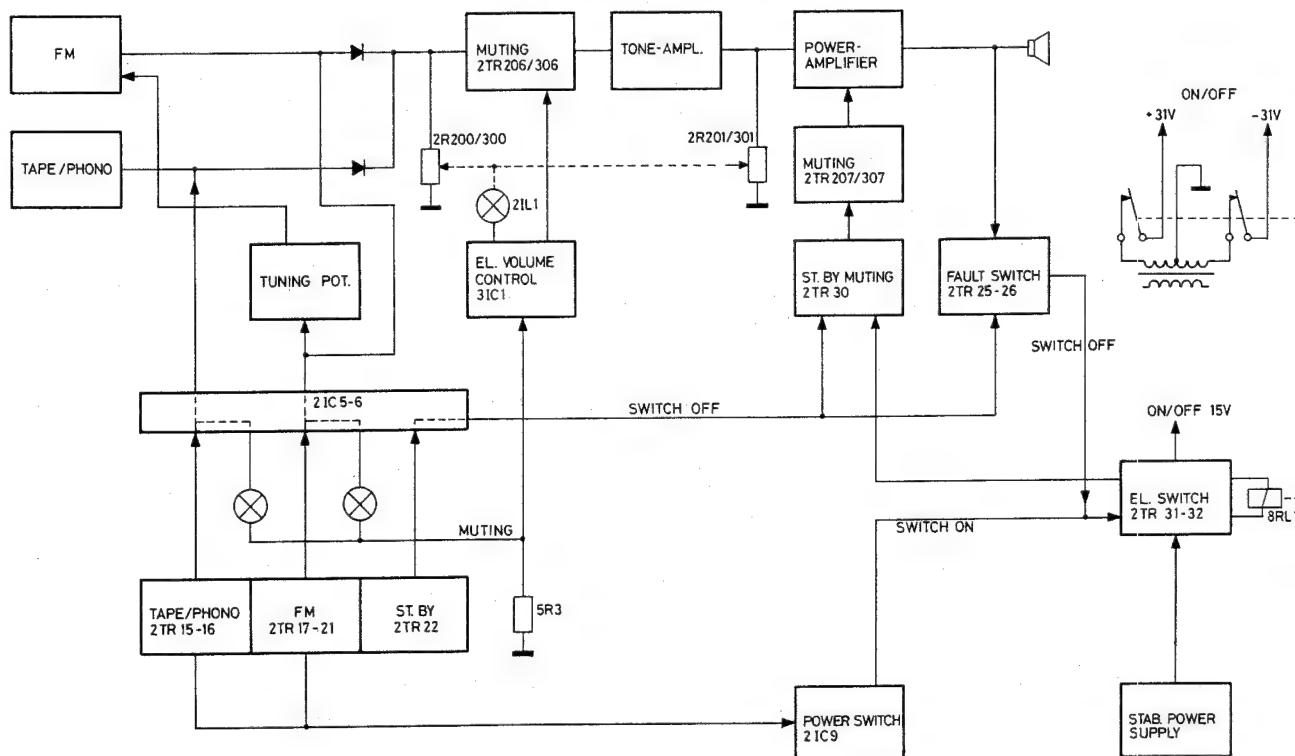 FM
MUTING
2TR206/306
TONE-AMPL.
POWER-
AMPLIFIER
ON/OFF
+31V
-31V
TAPE/PHONO
2R200/300
2R201/301
MUTING
2TR207/307
2IL1
TUNING POT.
EL. VOLUME
CONTROL
3IC1
ST. BY MUTING
2TR 30
FAULT SWITCH
2TR 25-26
SWITCH OFF
2IC5-6
SWITCH OFF
ON/OFF 15V
EL. SWITCH
2TR 31-32
8RL1
MUTING
SWITCH ON
TAPE/PHONO
2TR 15-16
FM
2TR 17-21
ST. BY
2TR 22
5R3
POWER SWITCH
2IC9
STAB. POWER
SUPPLY